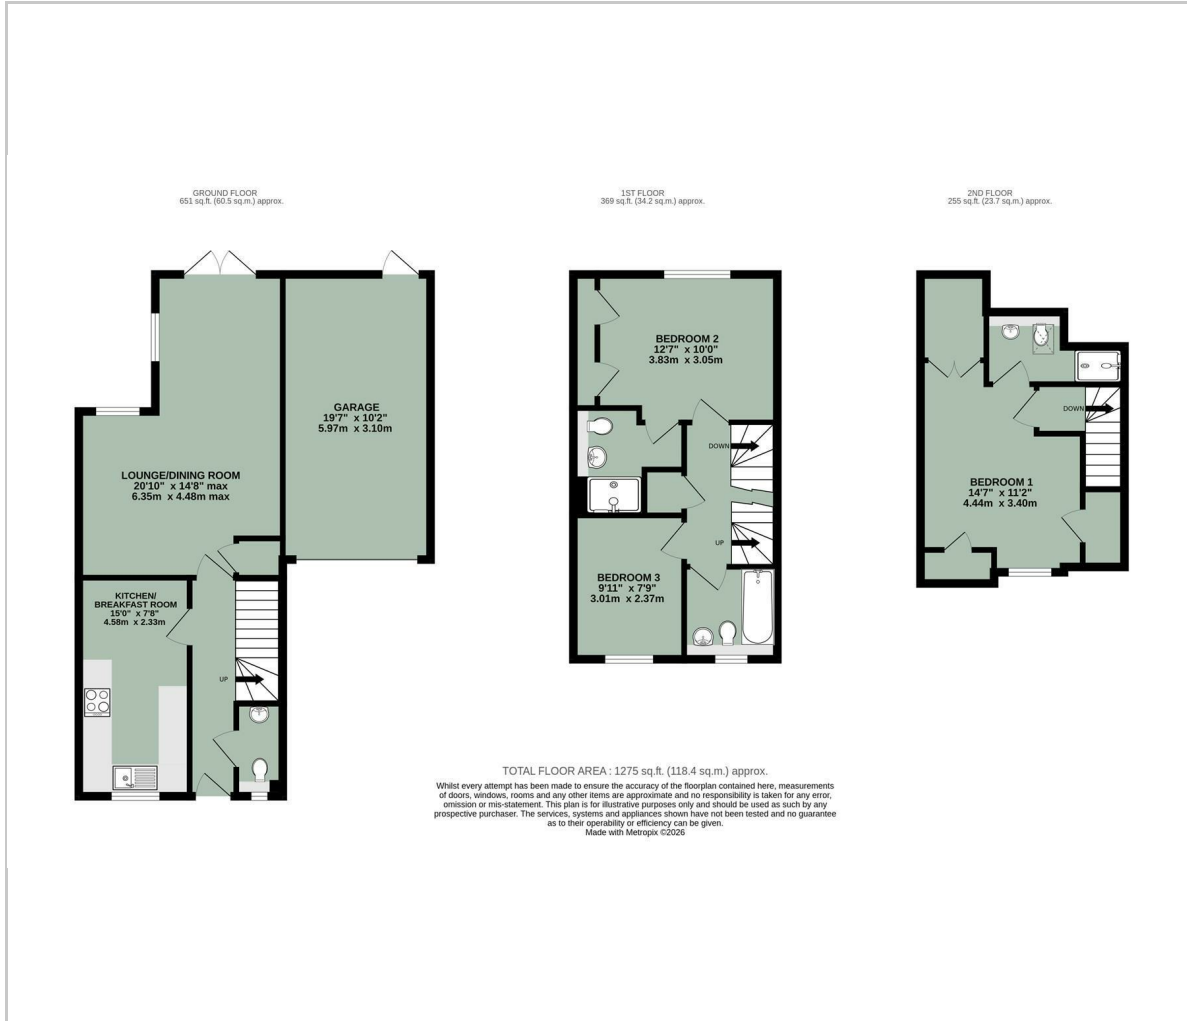 GROUND FLOOR
651 sq.ft. (60.5 sq.m.) approx.
1ST FLOOR
369 sq.ft. (34.2 sq.m.) approx.
2ND FLOOR
255 sq.ft. (23.7 sq.m.) approx.
GARAGE
19'7" x 10'2"
5.97m x 3.10m
LOUNGE/DINING ROOM
20'10" x 14'8" max
6.35m x 4.48m max
KITCHEN/
BREAKFAST ROOM
15'0" x 7'8"
4.58m x 2.33m
UP
BEDROOM 2
12'7" x 10'0"
3.83m x 3.05m
DOWN
UP
BEDROOM 3
9'11" x 7'9"
3.01m x 2.37m
DOWN
BEDROOM 1
14'7" x 11'2"
4.44m x 3.40m
TOTAL FLOOR AREA : 1275 sq.ft. (118.4 sq.m.) approx.
Whilst every attempt has been made to ensure the accuracy of the floorplan contained here, measurements
of doors, windows, rooms and any other items are approximate and no responsibility is taken for any error,
omission or mis-statement. This plan is for illustrative purposes only and should be used as such by any
prospective purchaser. The services, systems and appliances shown have not been tested and no guarantee
as to their operability or efficiency can be given.
Made with Metropix ©2026